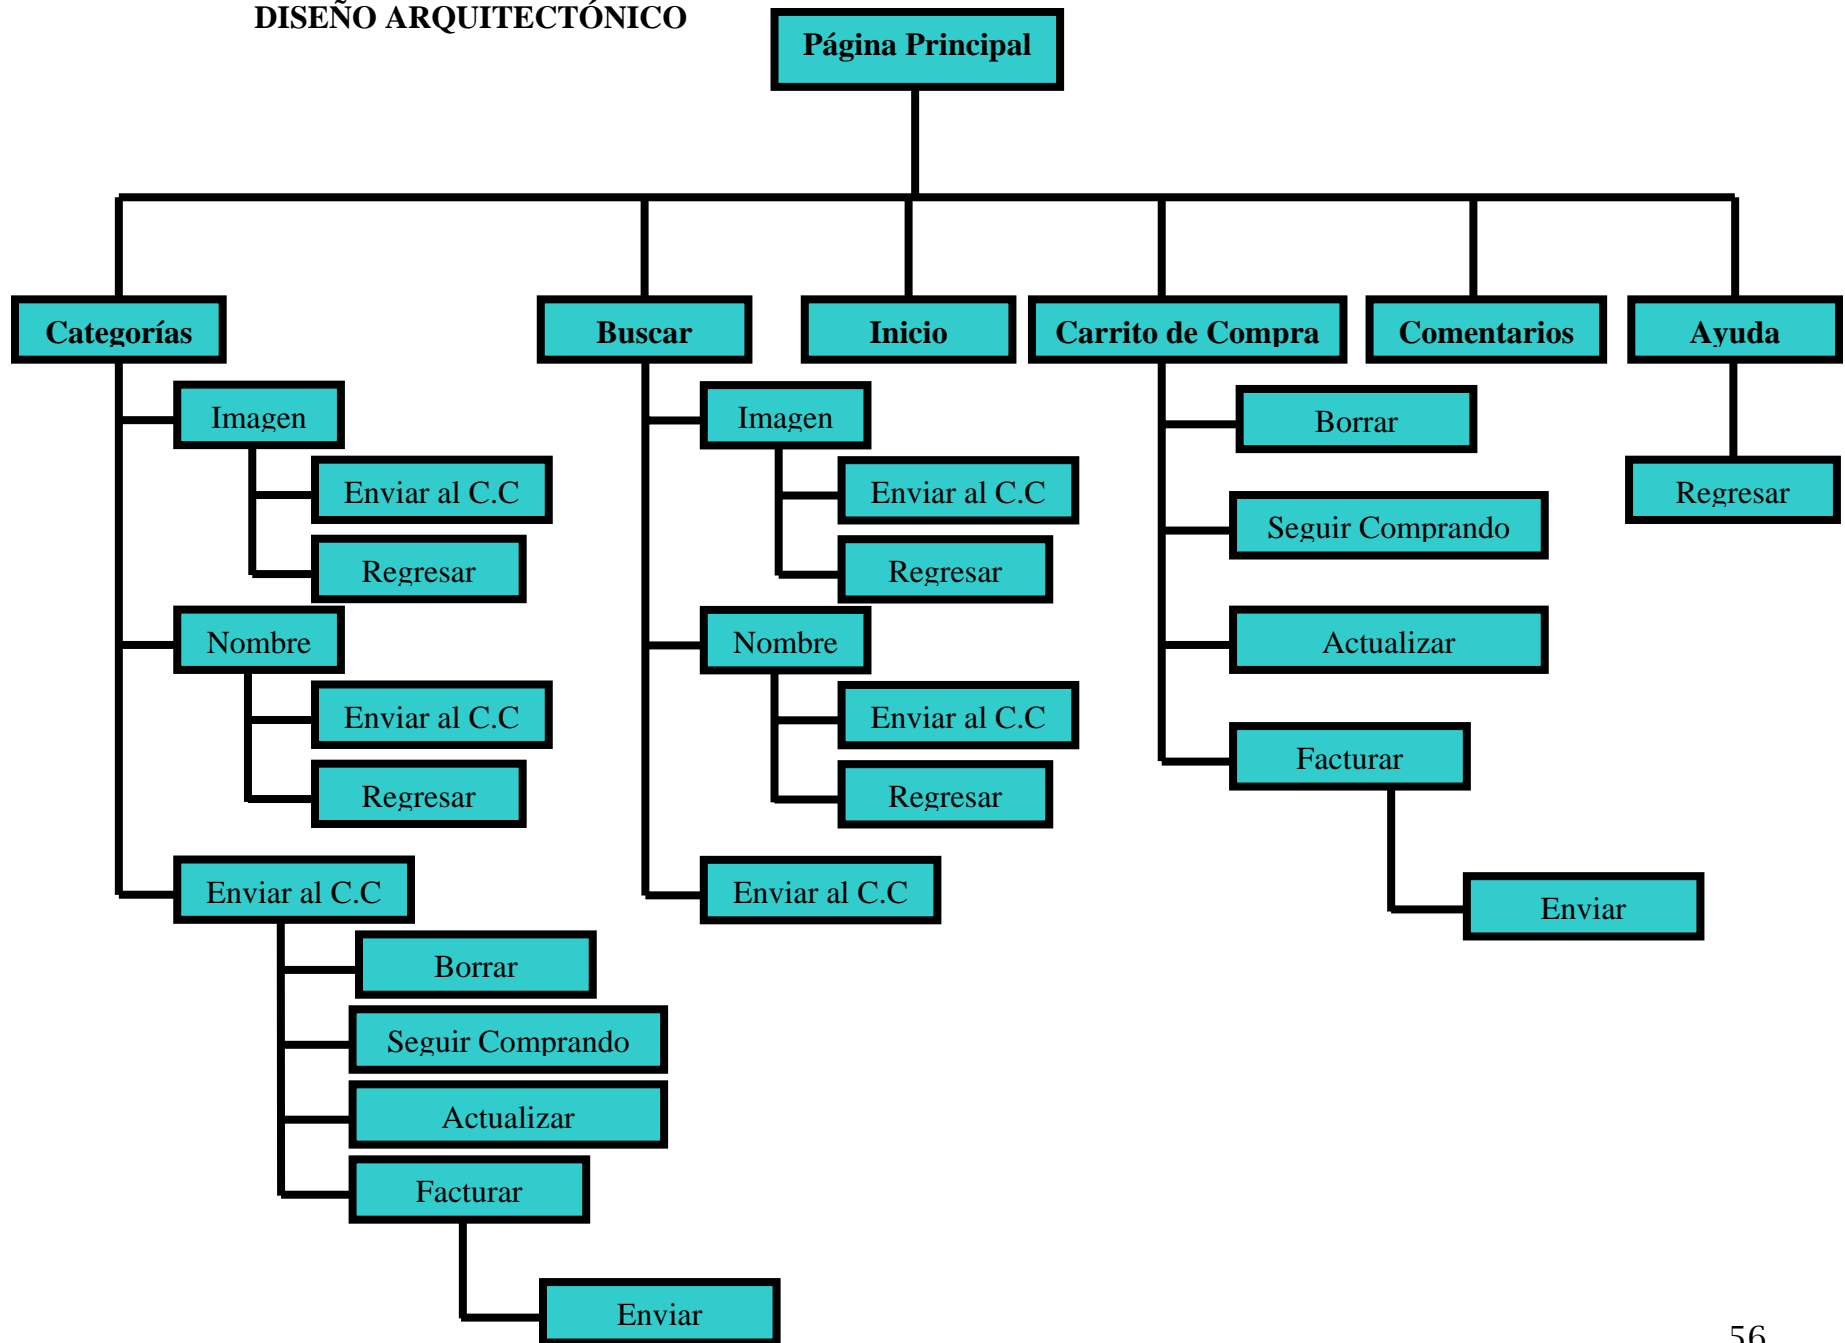 DISEÑO ARQUITECTÓNICO
Página Principal
Categorías
Buscar
Inicio
Carrito de Compra
Comentarios
Ayuda
Imagen
Enviar al C.C
Regresar
Nombre
Enviar al C.C
Regresar
Enviar al C.C
Borrar
Seguir Comprando
Actualizar
Facturar
Enviar
Imagen
Enviar al C.C
Regresar
Nombre
Enviar al C.C
Regresar
Enviar al C.C
Borrar
Seguir Comprando
Actualizar
Facturar
Enviar
Regresar
56